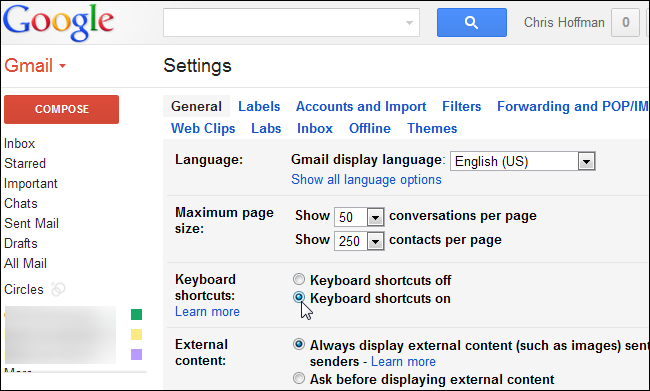 Google
Chris Hoffman 0
Gmail
Settings
COMPOSE
General Labels Accounts and Import Filters Forwarding and POP/IM
Web Clips Labs Inbox Offline Themes
Inbox
Starred
Important
Chats
Sent Mail
Drafts
All Mail
Circles
More
Language: Gmail display language: English (US)
Show all language options
Maximum page size: Show 50 conversations per page
Show 250 contacts per page
Keyboard shortcuts: Keyboard shortcuts off
Learn more Keyboard shortcuts on
External content: Always display external content (such as images) sent
senders - Learn more
Ask before displaying external content